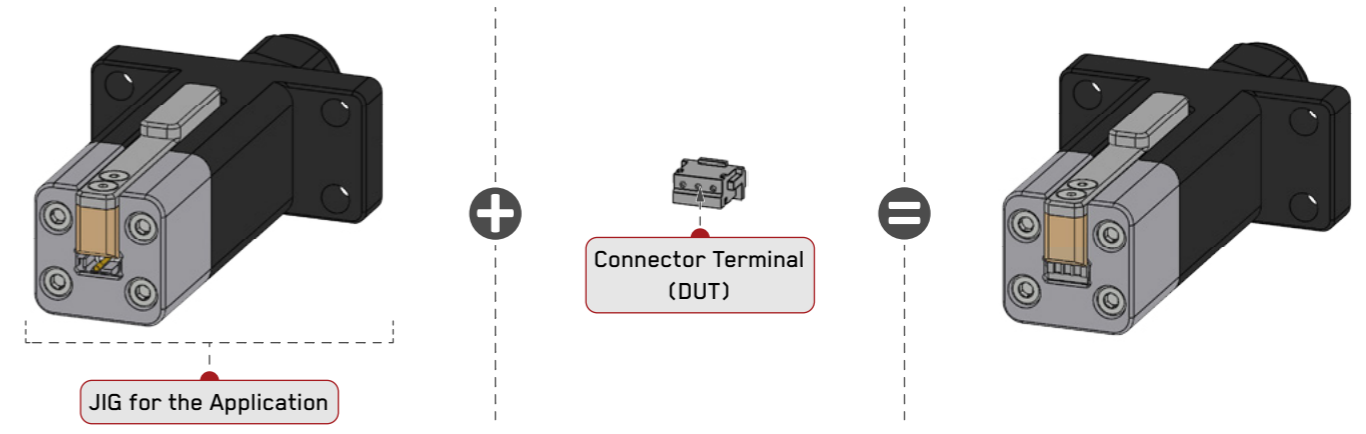 Connector Terminal
(DUT)
JIG for the Application